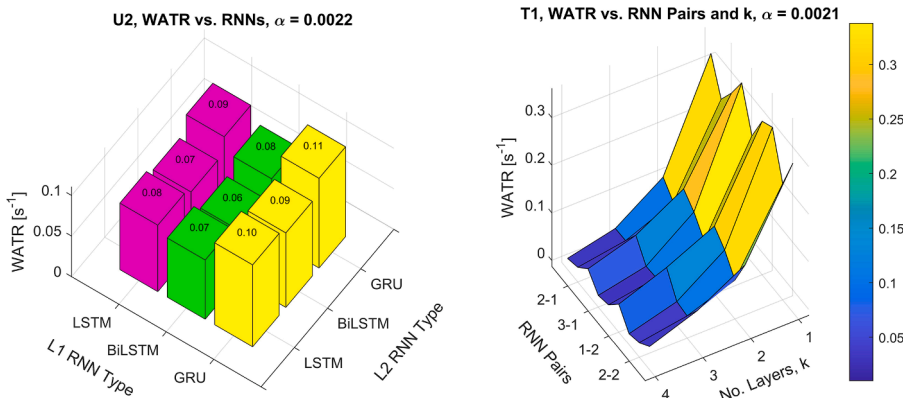 U2, WATR vs. RNNs, α = 0.0022
0.09
0.07
0.08
0.08
0.06
0.07
0.11
0.09
0.10
0.1
0.05
0
WATR [s⁻¹]
LSTM
BiLSTM
GRU
L1 RNN Type
LSTM
BiLSTM
GRU
L2 RNN Type
T1, WATR vs. RNN Pairs and k, α = 0.0021
0.3
0.2
0.1
0
WATR [s⁻¹]
2-1
3-1
1-2
2-2
RNN Pairs
4
3
2
1
No. Layers, k
0.3
0.25
0.2
0.15
0.1
0.05